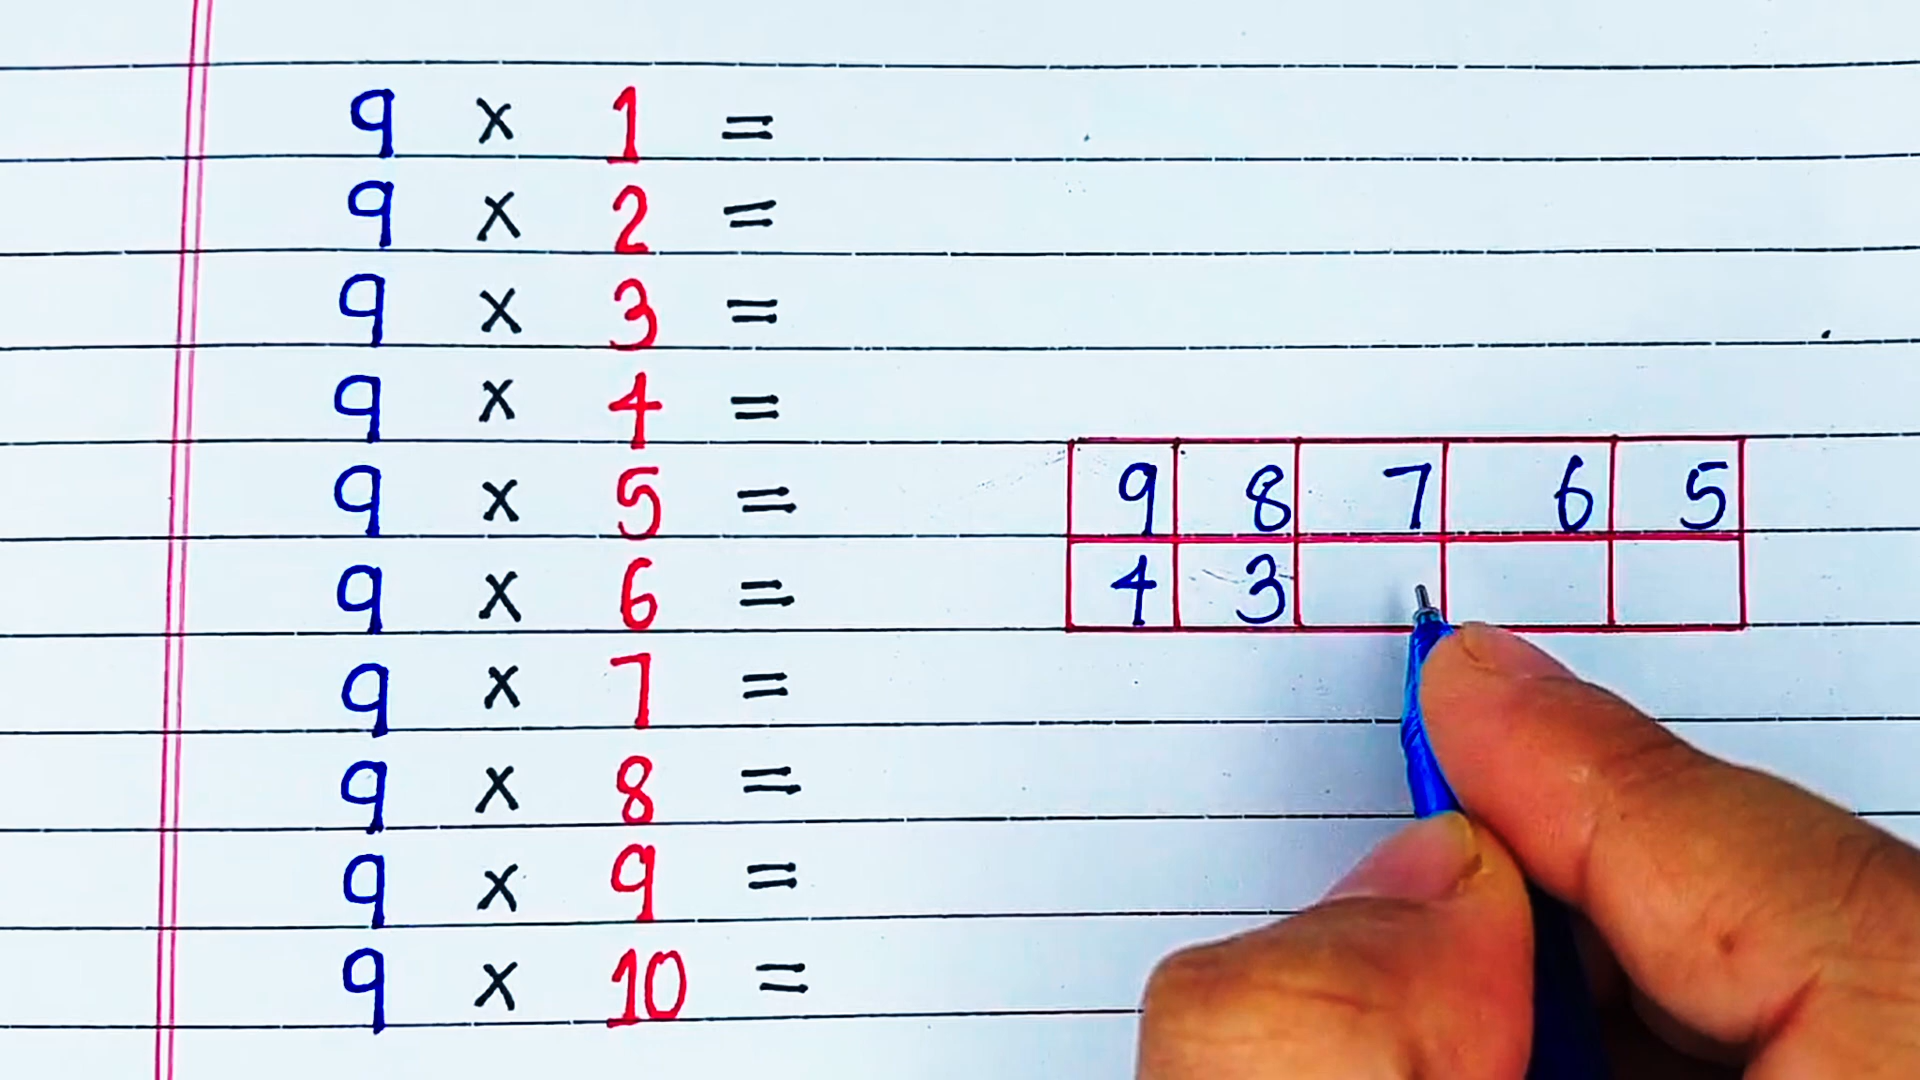 9 × 1 =
9 × 2 =
9 × 3 =
9 × 4 =
9 × 5 =
9 8 7 6 5
9 × 6 =
4 3
9 × 7 =
9 × 8 =
9 × 9 =
9 × 10 =